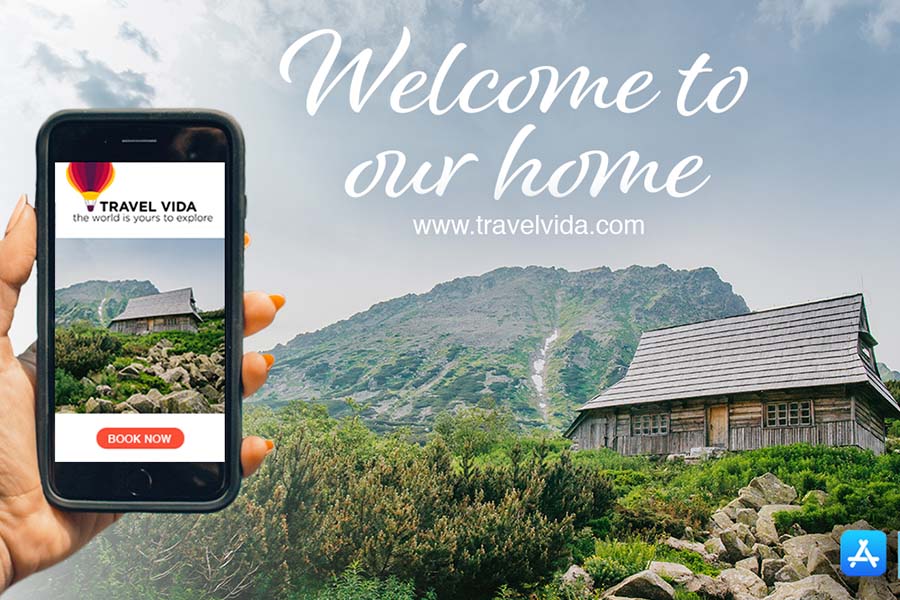 Welcome to
our home
www.travelvida.com
TRAVEL VIDA
the world is yours to explore
BOOK NOW